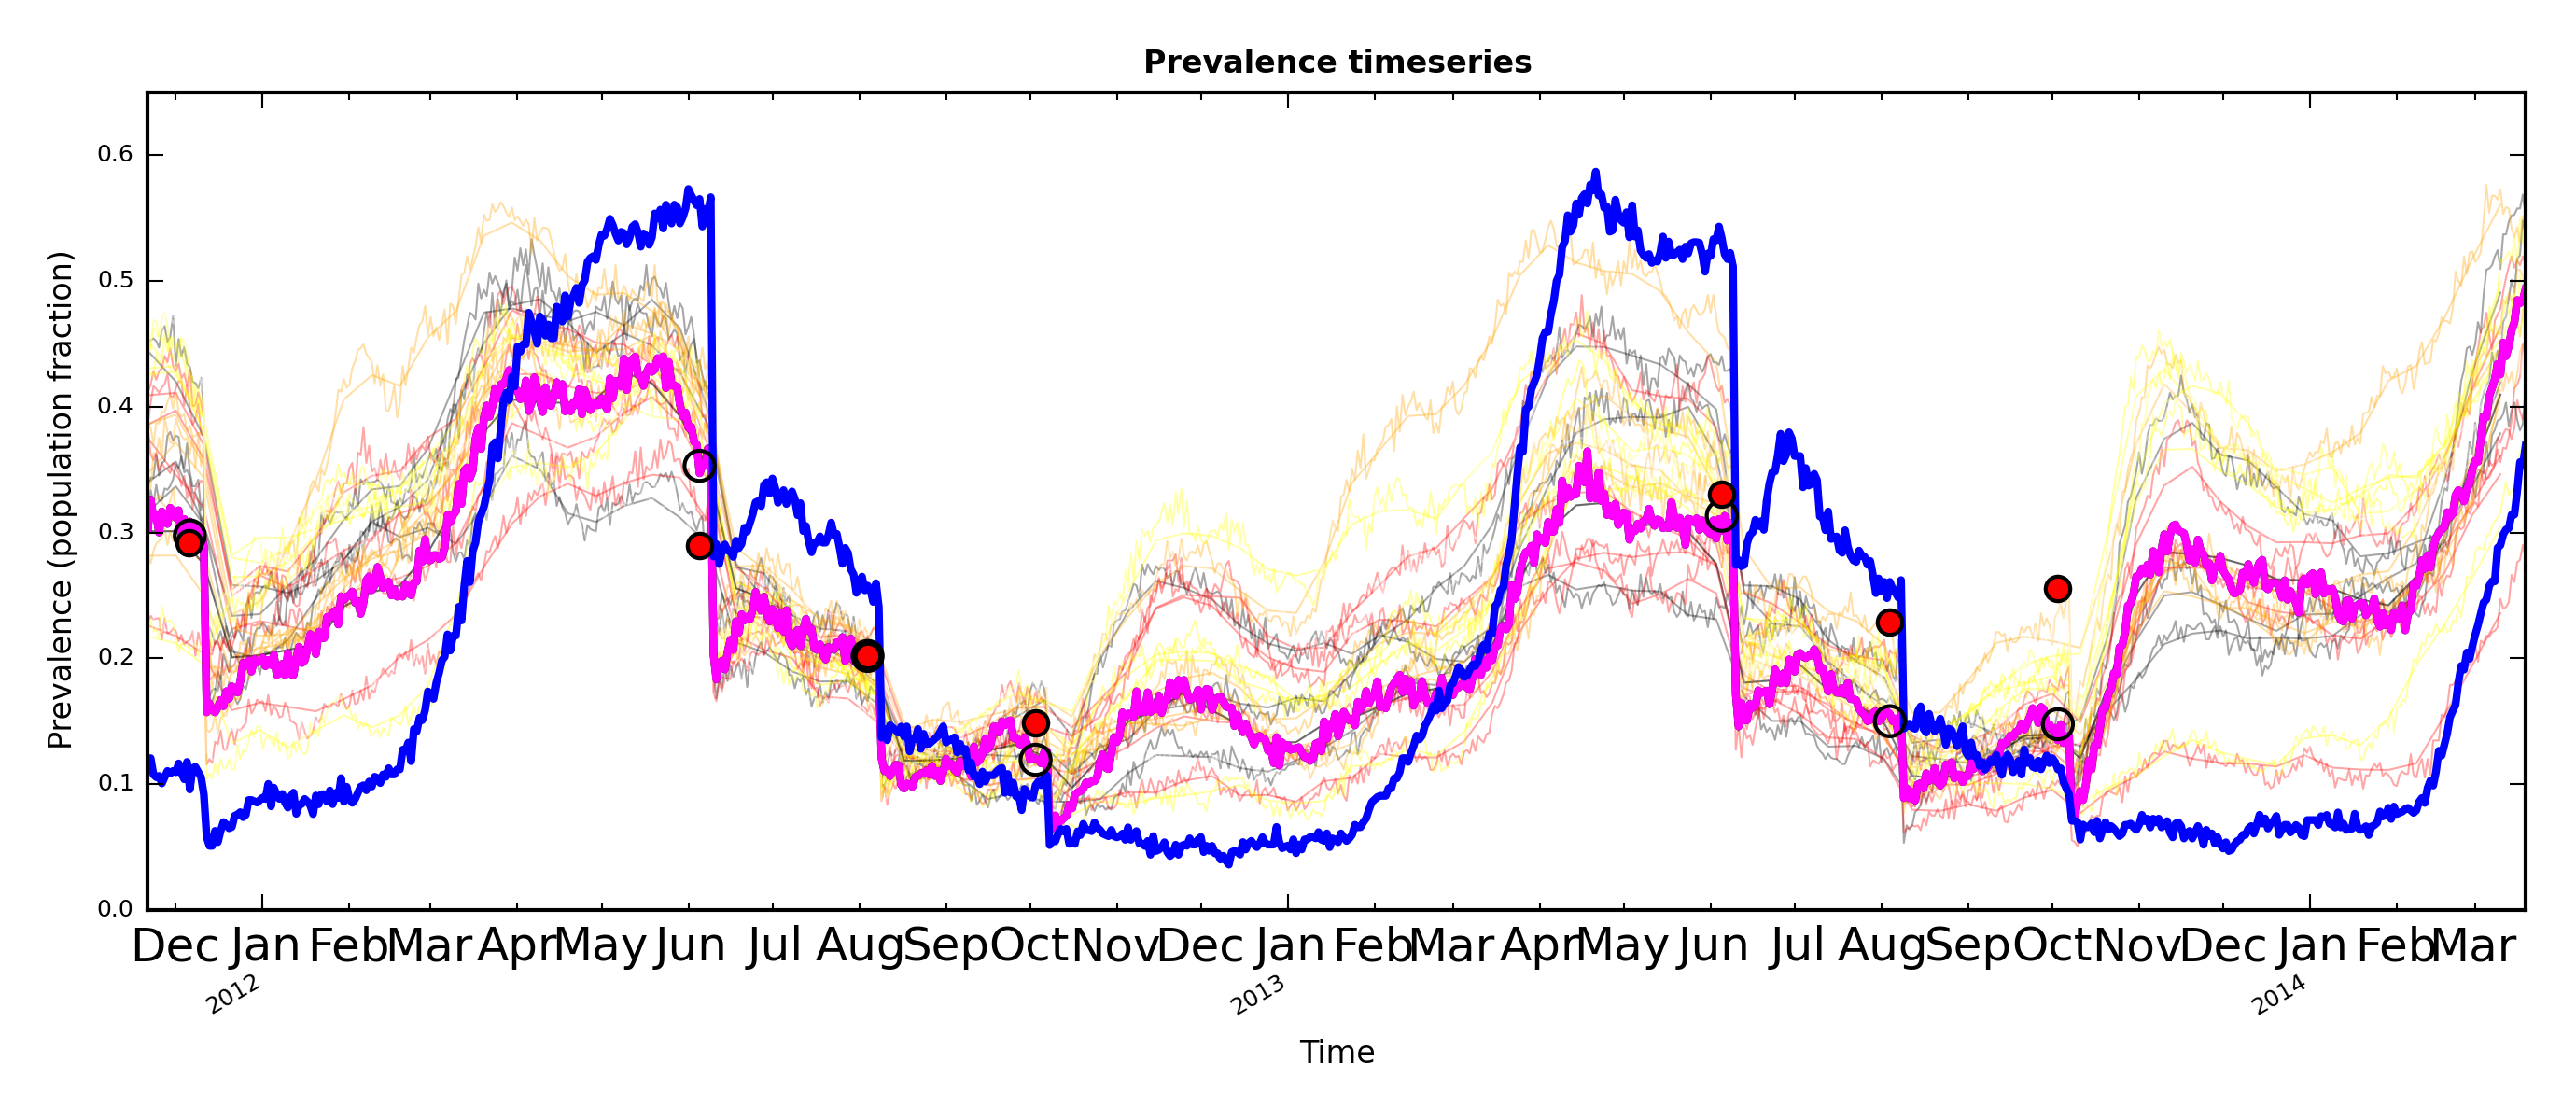 Prevalence timeseries
Prevalence (population fraction)
0.6
0.5
0.4
0.3
0.2
0.1
0.0
Dec Jan Feb Mar Apr May Jun Jul Aug Sep Oct Nov Dec Jan Feb Mar Apr May Jun Jul Aug Sep Oct Nov Dec Jan Feb Mar
2012 2013 2014
Time